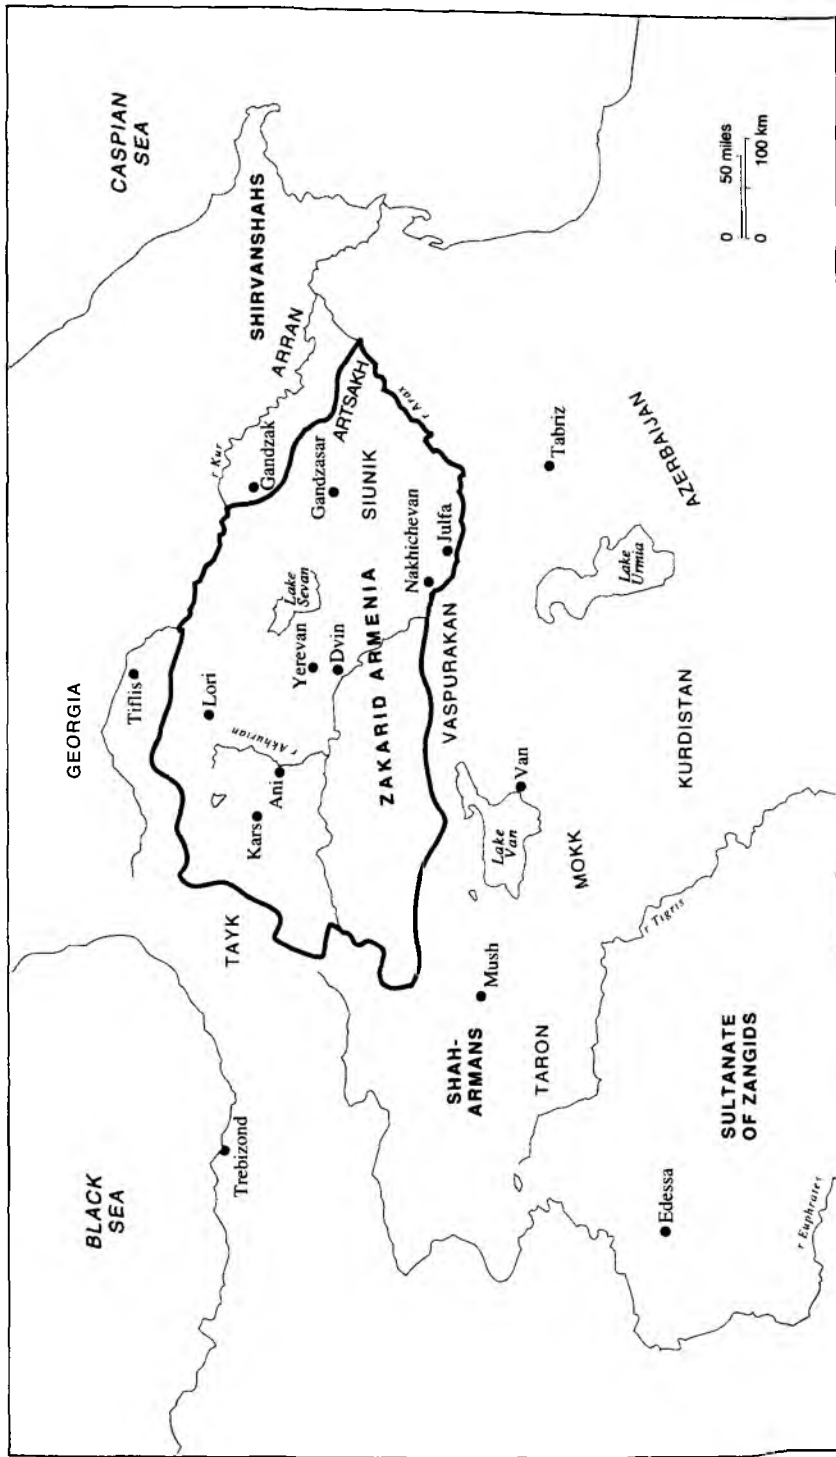 CASPIAN
SEA
BLACK
SEA
GEORGIA
SHIRVANSHAHS
ARRAN
r Kur
Tiflis
Gandzak
ARTSAKH
Lori
TAYK
Trebizond
Kars
Ani
r Akhurian
Lake
Sevan
Gandzasar
SIUNIK
r Arax
Yerevan
Dvin
ZAKARID ARMENIA
Nakhichevan
Julfa
VASPURAKAN
Tabriz
AZERBAIJAN
Lake
Urmia
Lake
Van
Van
Mush
SHAH-
ARMANS
TARON
MOKK
KURDISTAN
r Tigris
SULTANATE
OF ZANGIDS
Edessa
r Euphrates
0 50 miles
0 100 km